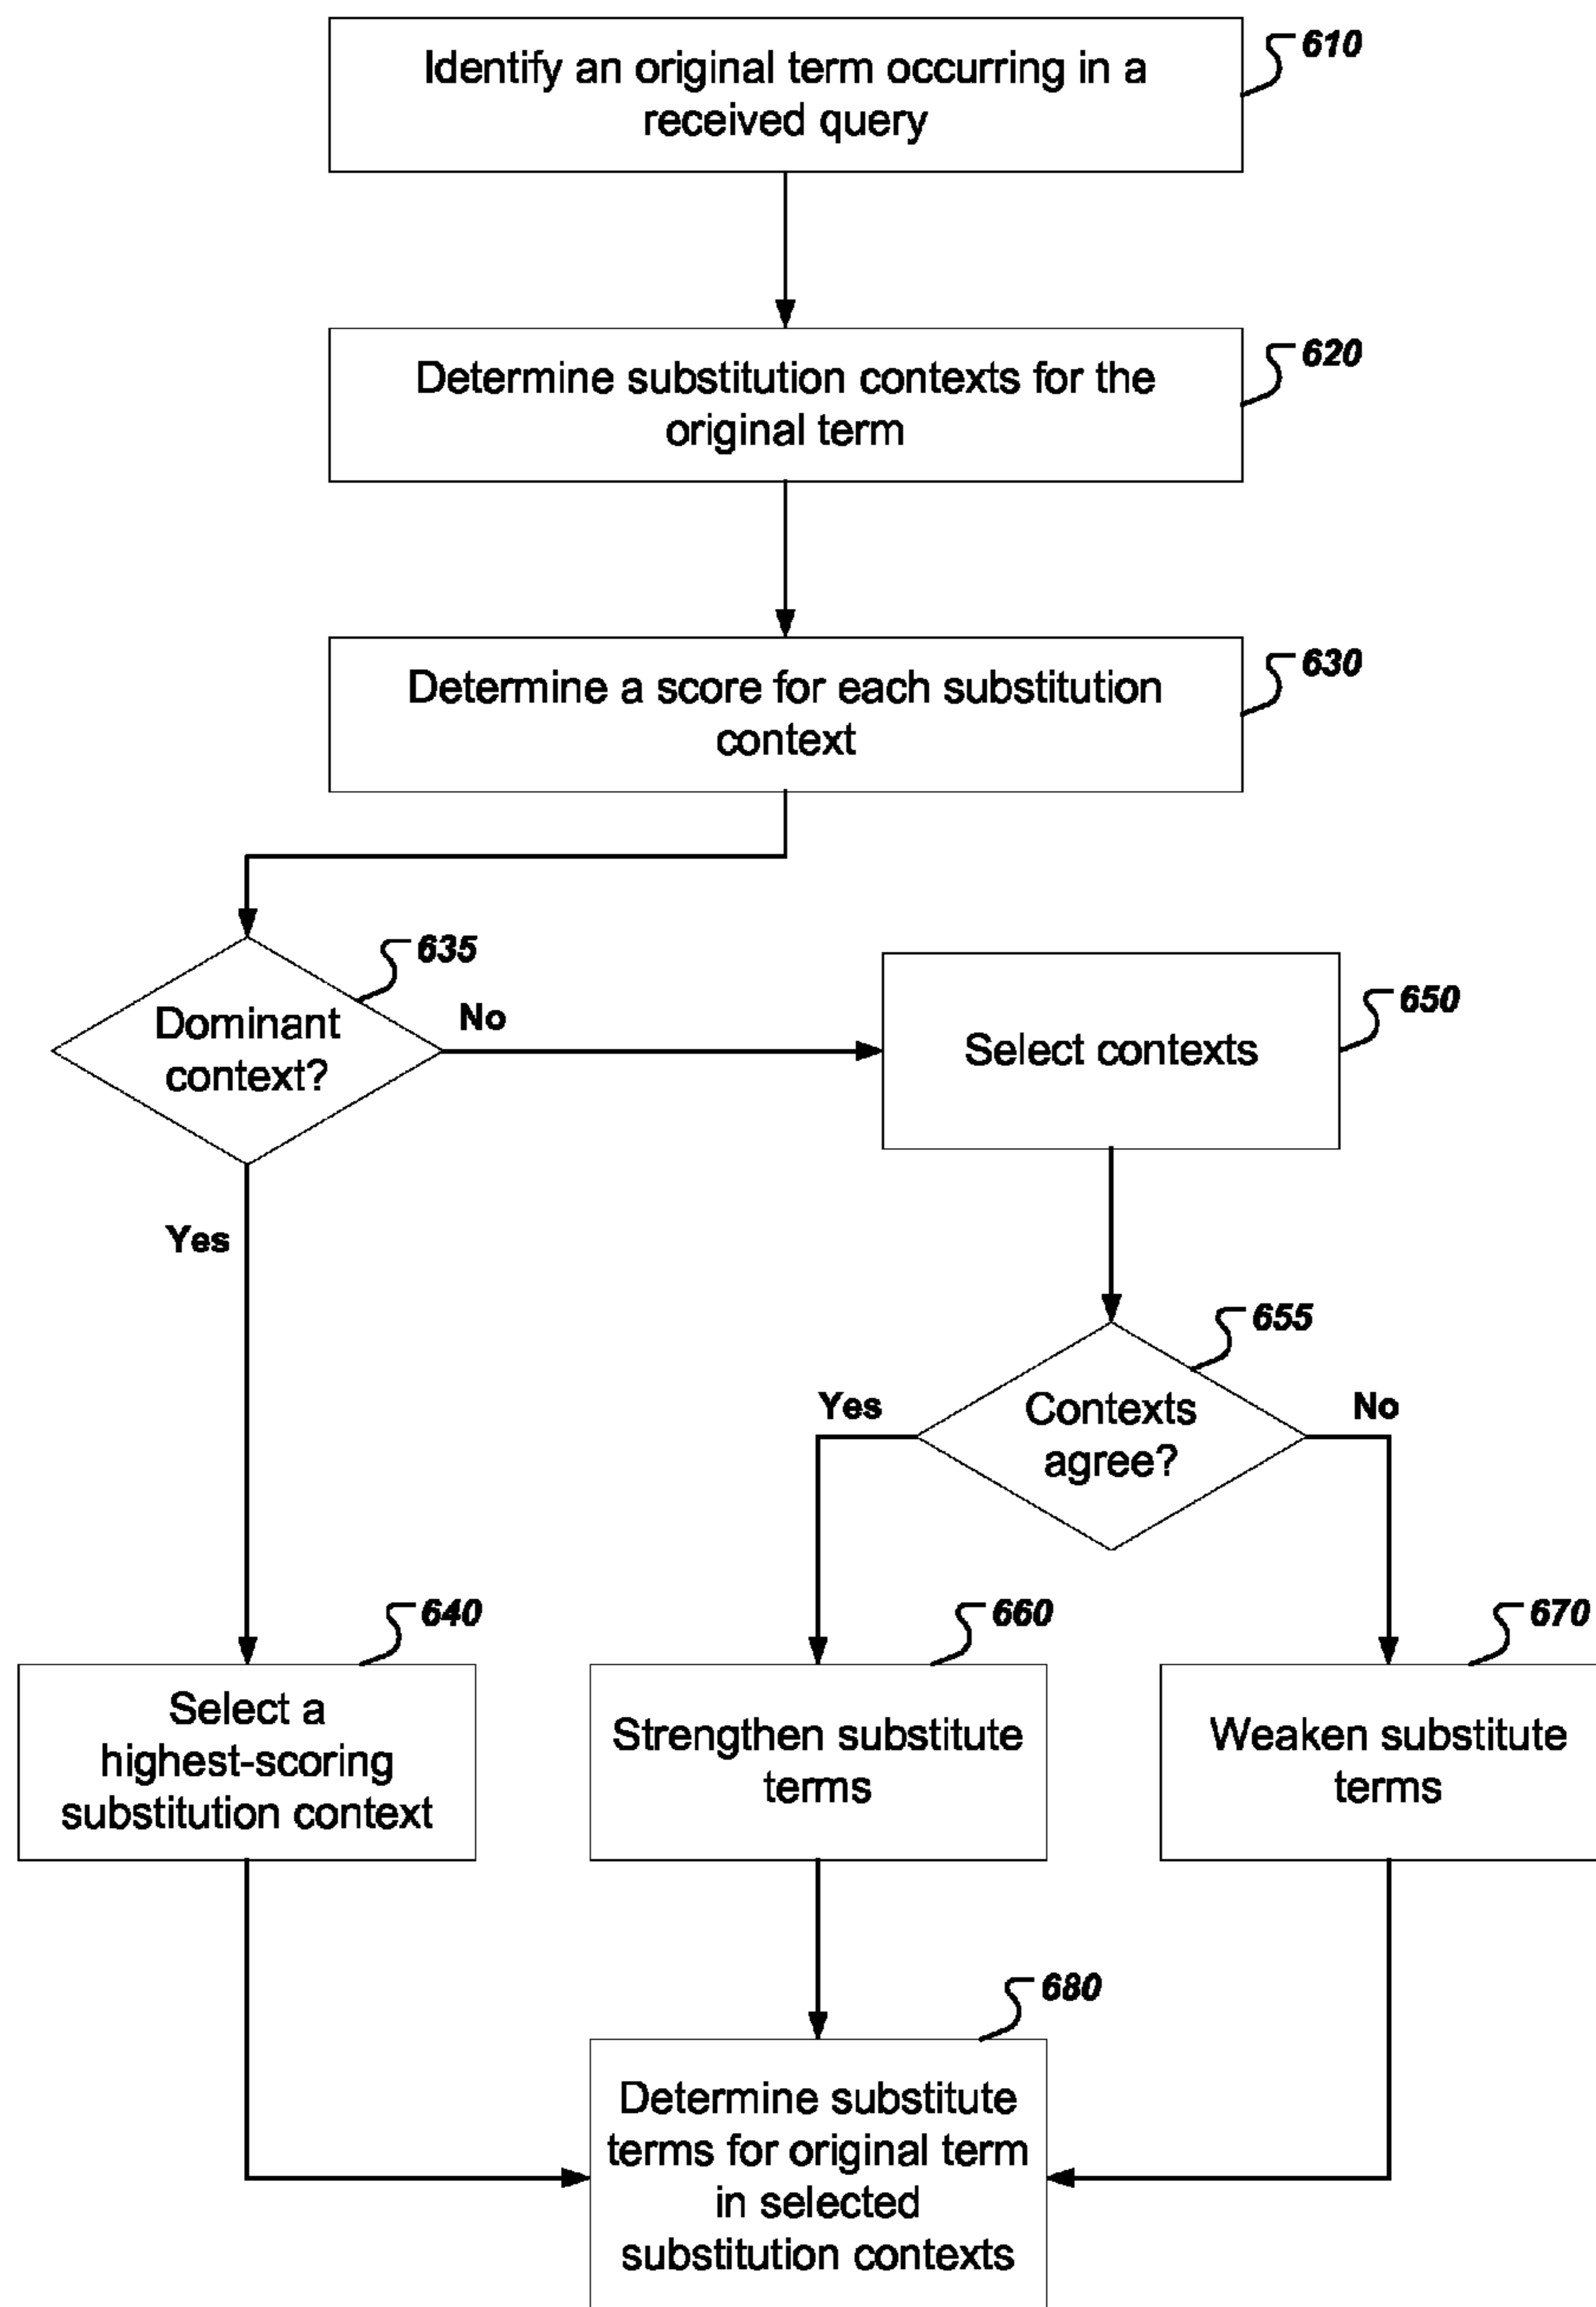 Identify an original term occurring in a
received query
610
Determine substitution contexts for the
original term
620
Determine a score for each substitution
context
630
635
Dominant
context?
No
Select contexts
650
Yes
655
Contexts
agree?
Yes
No
640
Select a
highest-scoring
substitution context
660
Strengthen substitute
terms
670
Weaken substitute
terms
680
Determine substitute
terms for original term
in selected
substitution contexts